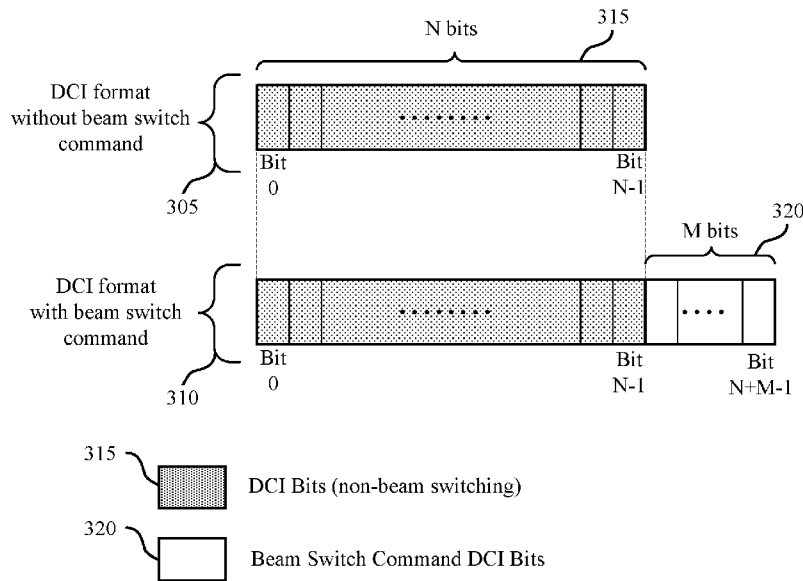 315
N bits
DCI format
without beam switch
command
Bit
0
Bit
N-1
305
320
M bits
DCI format
with beam switch
command
Bit
0
Bit
N-1
Bit
N+M-1
310
315
DCI Bits (non-beam switching)
320
Beam Switch Command DCI Bits